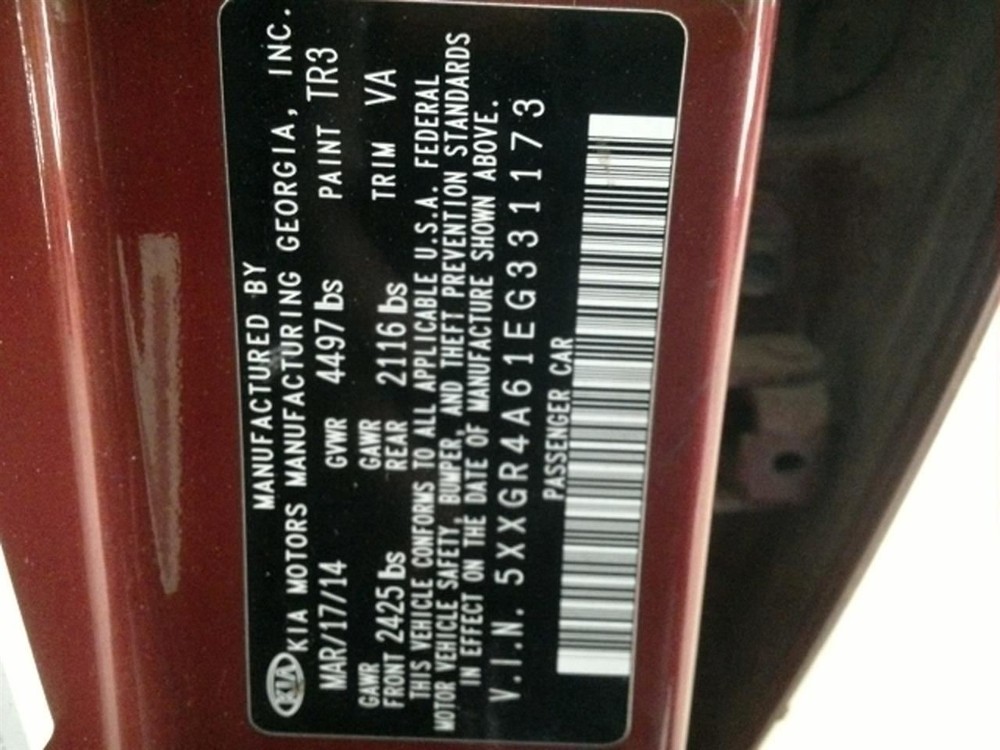 MANUFACTURED BY
KIA KIA MOTORS MANUFACTURING GEORGIA, INC.
MAR/17/14 GVWR 4497 lbs PAINT TR3
GAWR FRONT 2425 lbs GAWR REAR 2116 lbs TRIM VA
THIS VEHICLE CONFORMS TO ALL APPLICABLE U.S.A. FEDERAL
MOTOR VEHICLE SAFETY, BUMPER, AND THEFT PREVENTION STANDARDS
IN EFFECT ON THE DATE OF MANUFACTURE SHOWN ABOVE.
V.I.N. 5XXGR4A61EG331173
PASSENGER CAR